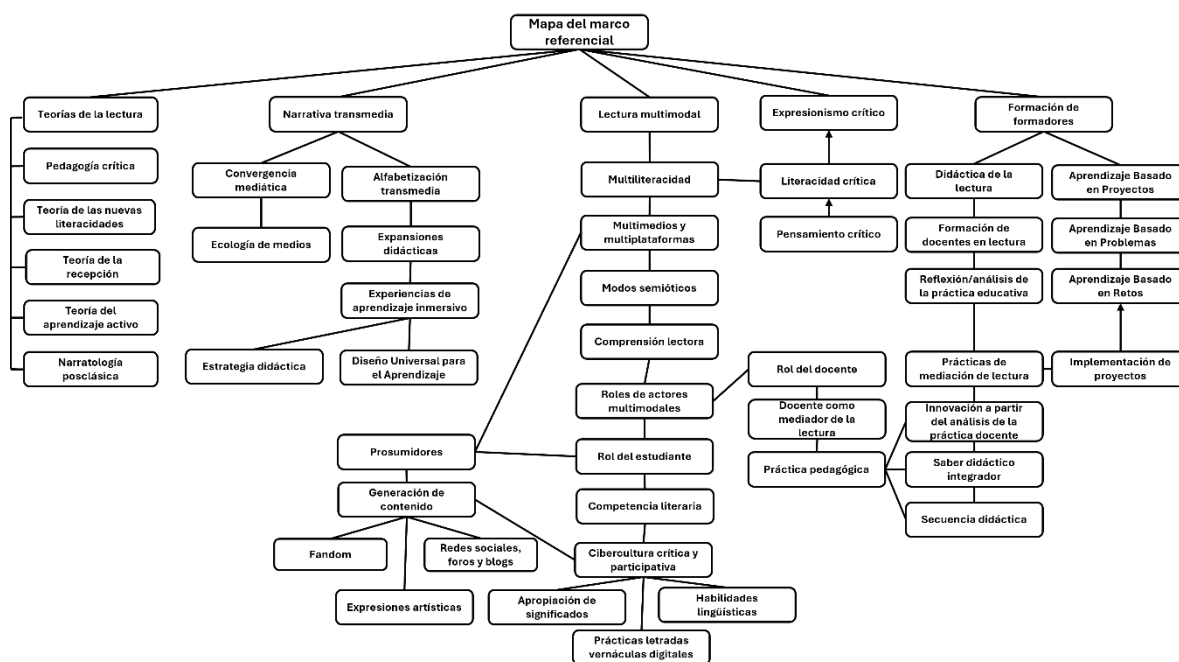 Mapa del marco
referencial
Teorías de la lectura
Narrativa transmedia
Lectura multimodal
Expresionismo crítico
Formación de
formadores
Pedagogía crítica
Convergencia
mediática
Alfabetización
transmedia
Multiliteracidad
Literacidad crítica
Didáctica de la
lectura
Aprendizaje Basado
en Proyectos
Teoría de las nuevas
literacidades
Ecología de medios
Expansiones
didácticas
Multimedios y
multiplataformas
Pensamiento crítico
Formación de
docentes en lectura
Aprendizaje Basado
en Problemas
Teoría de la
recepción
Experiencias de
aprendizaje inmersivo
Modos semióticos
Reflexión/análisis de
la práctica educativa
Aprendizaje Basado
en Retos
Teoría del
aprendizaje activo
Comprensión lectora
Narratología
posclásica
Estrategia didáctica
Diseño Universal para
el Aprendizaje
Rol del docente
Prácticas de
mediación de lectura
Implementación de
proyectos
Roles de actores
multimodales
Docente como
mediador de la
lectura
Innovación a partir
del análisis de la
práctica docente
Prosumidores
Rol del estudiante
Práctica pedagógica
Saber didáctico
integrador
Generación de
contenido
Competencia literaria
Secuencia didáctica
Fandom
Redes sociales,
foros y blogs
Cibercultura crítica y
participativa
Expresiones artísticas
Apropiación de
significados
Habilidades
lingüísticas
Prácticas letradas
vernáculas digitales